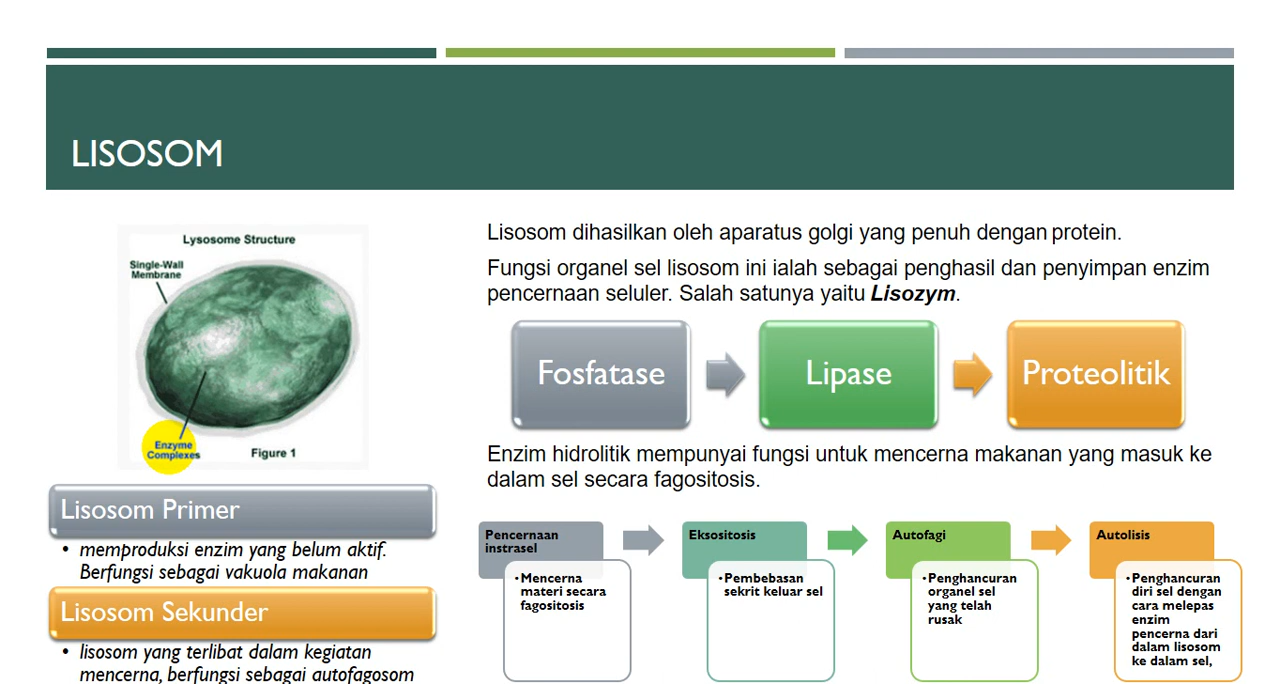 LISOSOM
Lysosome Structure
Single-Wall
Membrane
Enzyme
Complexes
Figure 1
Lisosom Primer
• memproduksi enzim yang belum aktif.
Berfungsi sebagai vakuola makanan
Lisosom Sekunder
• lisosom yang terlibat dalam kegiatan
mencerna, berfungsi sebagai autofagosom
Lisosom dihasilkan oleh aparatus golgi yang penuh dengan protein.
Fungsi organel sel lisosom ini ialah sebagai penghasil dan penyimpan enzim
pencernaan seluler. Salah satunya yaitu Lisozym.
Fosfatase
Lipase
Proteolitik
Enzim hidrolitik mempunyai fungsi untuk mencerna makanan yang masuk ke
dalam sel secara fagositosis.
Pencernaan
instrasel
• Mencerna
materi secara
fagositosis
Eksositosis
• Pembebasan
sekrit keluar sel
Autofagi
• Penghancuran
organel sel
yang telah
rusak
Autolisis
• Penghancuran
diri sel dengan
cara melepas
enzim
pencerna dari
dalam lisosom
ke dalam sel,